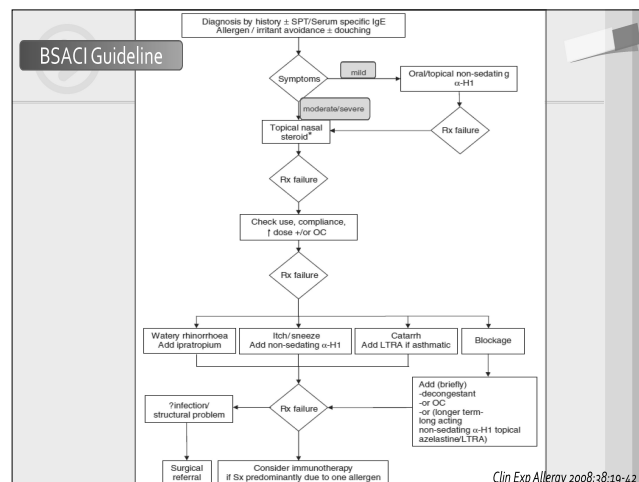 BSACI Guideline
Diagnosis by history ± SPT/Serum specific IgE
Allergen / irritant avoidance ± douching
Symptoms
mild
Oral/topical non-sedating
α-H1
moderate/severe
Topical nasal
steroid*
Rx failure
Rx failure
Check use, compliance,
↑ dose +/or OC
Rx failure
Watery rhinorrhoea
Add ipratropium
Itch/sneeze
Add non-sedating α-H1
Catarrh
Add LTRA if asthmatic
Blockage
Add (briefly)
-decongestant
-or OC
-or (longer term-
long acting
non-sedating α-H1 topical
azelastine/LTRA)
Rx failure
?infection/
structural problem
Surgical
referral
Consider immunotherapy
if Sx predominantly due to one allergen
Clin Exp Allergy 2008;38:19-42